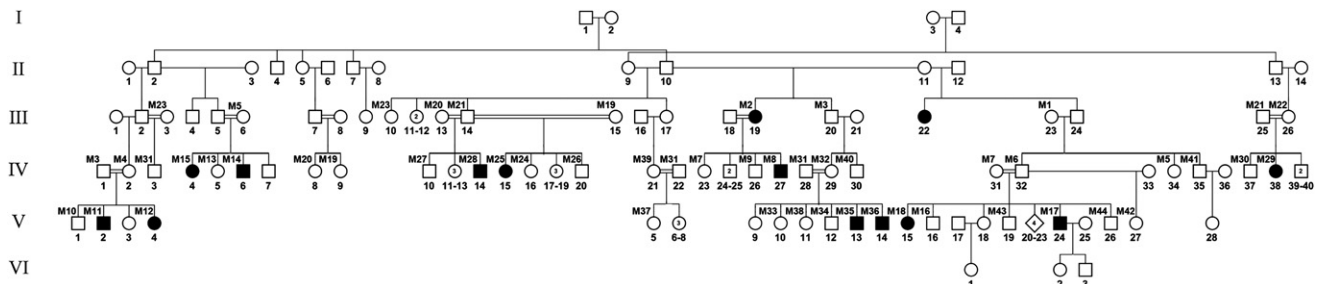 I
1 2 3 4
II
1 2 3 4 5 6 7 8 9 10 11 12 13 14
M23 M5 M23 M20 M21 M19 M2 M3 M1 M21 M22
III
2
1 2 3 4 5 6 7 8 9 10 11-12 13 14 15 16 17 18 19 20 21 22 23 24 25 26
M3 M4 M31 M15 M13 M14 M20 M19 M27 M28 M25 M24 M26 M39 M31 M7 M9 M8 M31 M32 M40 M7 M6 M5 M41 M30 M29
IV
3 3 2 2
1 2 3 4 5 6 7 8 9 10 11-13 14 15 16 17-19 20 21 22 23 24-25 26 27 28 29 30 31 32 33 34 35 36 37 38 39-40
M10 M11 M12 M37 M33 M38 M34 M35 M36 M18 M16 M43 M17 M44 M42
V
3 4
1 2 3 4 5 6-8 9 10 11 12 13 14 15 16 17 18 19 20-23 24 25 26 27 28
VI
1 2 3